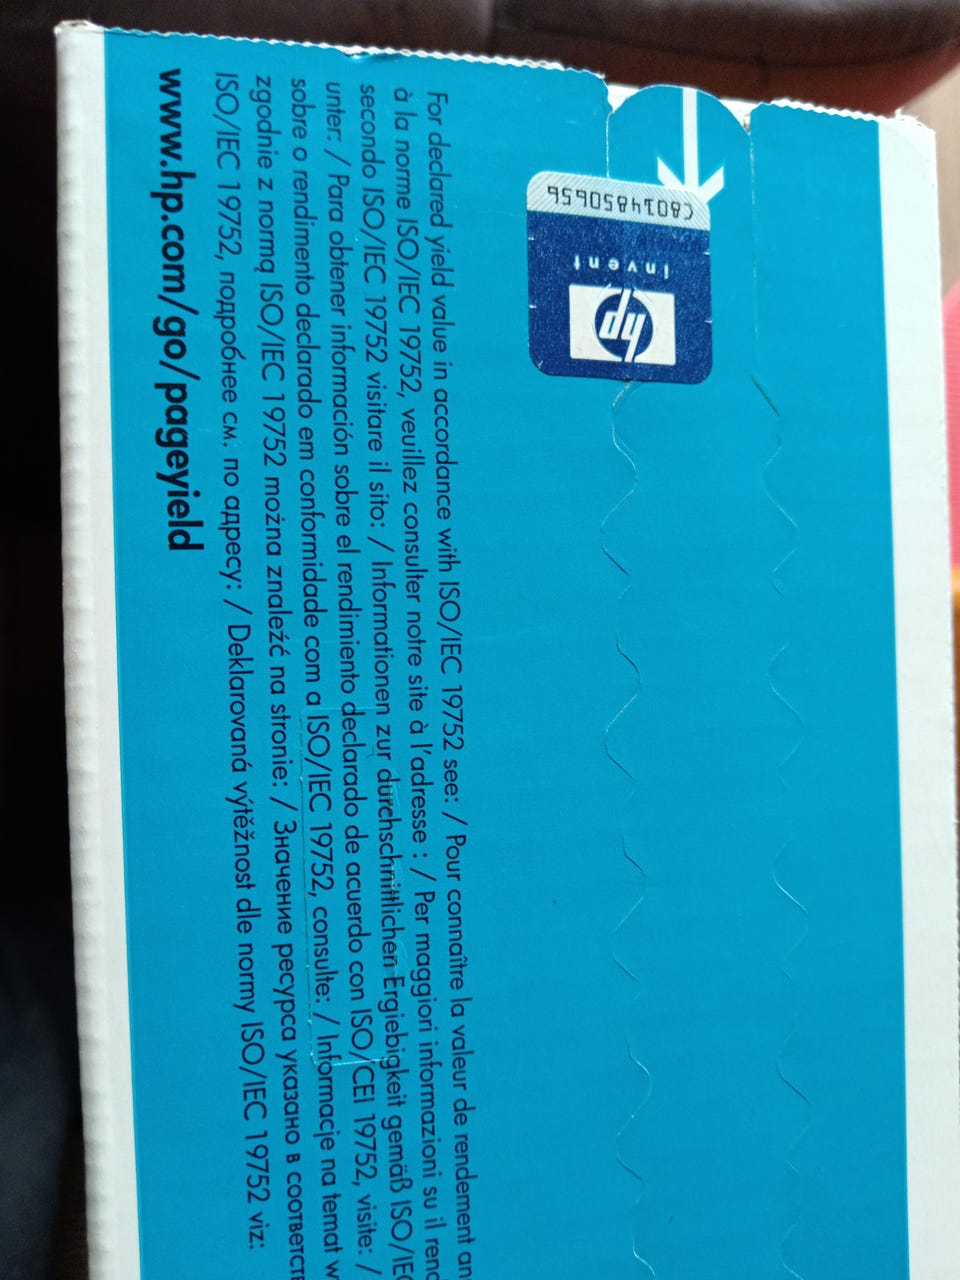 For declared yield value in accordance with ISO/IEC 19752 see: / Pour connaître la valeur de rendement
à la norme ISO/IEC 19752, veuillez consulter notre site à l'adresse : / Per maggiori informazioni su il
secondo ISO/IEC 19752 visitare il sito: / Informationen zur durchschnittlichen Ergiebigkeit gemäß ISO/IEC
unter: / Para obtener información sobre el rendimiento declarado de acuerdo con ISO/CEI 19752, visite: /
sobre o rendimento declarado em conformidade com a ISO/IEC 19752, consulte: / Informacje na temat
zgodnie z normą ISO/IEC 19752 można znaleźć na stronie: / Значение ресурса указано в
ISO/IEC 19752, подробнее см. по адресу: / Deklarovaná výtěžnost dle normy ISO/IEC 19752 viz:
www.hp.com/go/pageyield
hp
invent
C8014850656